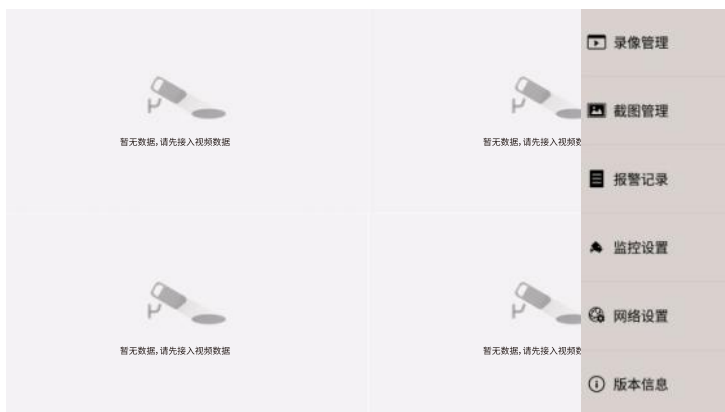 录像管理
截图管理
暂无数据,请先接入视频数据
暂无数据,请先接入视频数
报警记录
监控设置
网络设置
暂无数据,请先接入视频数据
暂无数据,请先接入视频数
版本信息